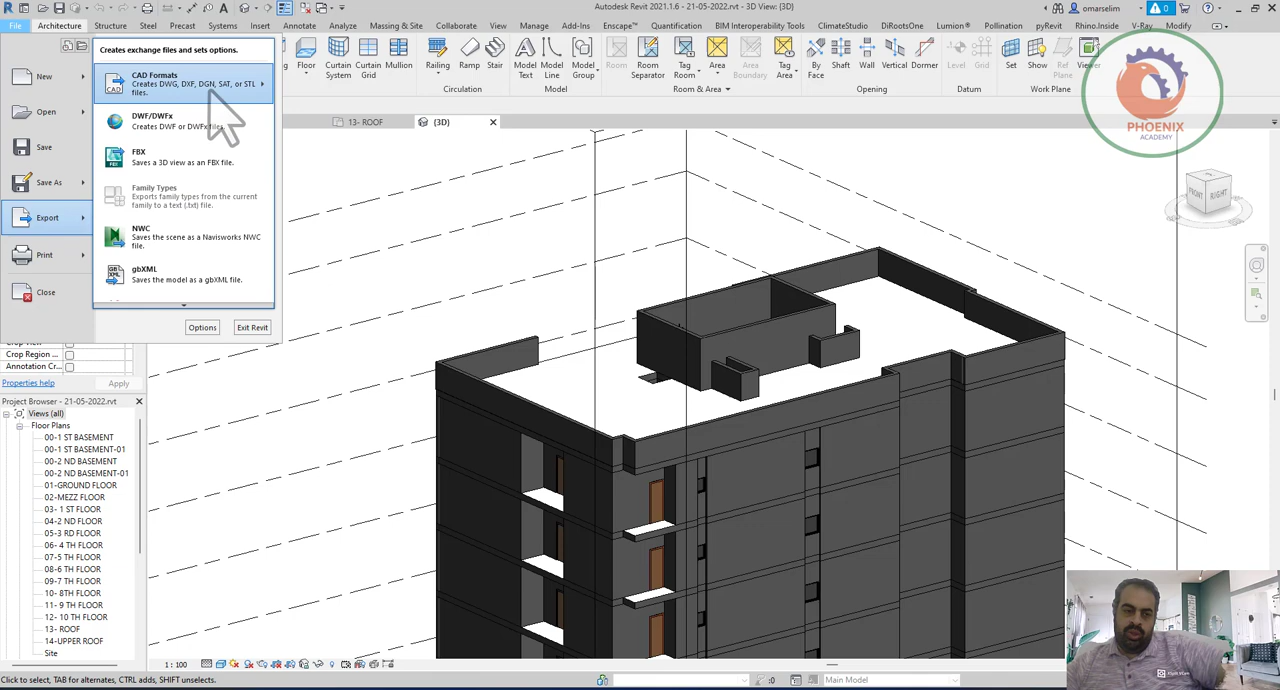 Autodesk Revit 2021.1.6 - 21-05-2022.rvt - 3D View: {3D}
omarselim
0
File
Architecture
Structure
Steel
Precast
Systems
Insert
Annotate
Analyze
Massing & Site
Collaborate
View
Manage
Add-Ins
Enscape™
Quantification
BIM Interoperability Tools
ClimateStudio
DiRootsOne
Lumion®
Pollination
pyRevit
Rhino.Inside
V-Ray
Modify
Floor
Curtain
System
Curtain
Grid
Mullion
Railing
Ramp
Stair
Model
Text
Model
Line
Model
Group
Room
Room
Separator
Tag
Room
Area
Area
Boundary
Tag
Area
By
Face
Shaft
Wall
Vertical
Dormer
Level
Grid
Set
Show
Ref
Plane
Viewer
Circulation
Model
Room & Area
Opening
Datum
Work Plane
PHOENIX
ACADEMY
13- ROOF
{3D}
New
Open
Save
Save As
Export
Print
Close
Creates exchange files and sets options.
CAD Formats
Creates DWG, DXF, DGN, SAT, or STL
files.
DWF/DWFx
Creates DWF or DWFx files.
FBX
Saves a 3D view as an FBX file.
Family Types
Exports family types from the current
family to a text (.txt) file.
NWC
Saves the scene as a Navisworks NWC
file.
gbXML
Saves the model as a gbXML file.
Options
Exit Revit
Crop Region ...
Annotation Cr...
Properties help
Apply
Project Browser - 21-05-2022.rvt
Views (all)
Floor Plans
00-1 ST BASEMENT
00-1 ST BASEMENT-01
00-2 ND BASEMENT
00-2 ND BASEMENT-01
01-GROUND FLOOR
02-MEZZ FLOOR
03- 1 ST FLOOR
04-2 ND FLOOR
05-3 RD FLOOR
06- 4 TH FLOOR
07-5 TH FLOOR
08-6 TH FLOOR
09-7 TH FLOOR
10- 8TH FLOOR
11- 9 TH FLOOR
12- 10 TH FLOOR
13- ROOF
14-UPPER ROOF
Site
FRONT
RIGHT
1 : 100
Click to select, TAB for alternates, CTRL adds, SHIFT unselects.
:0
Main Model